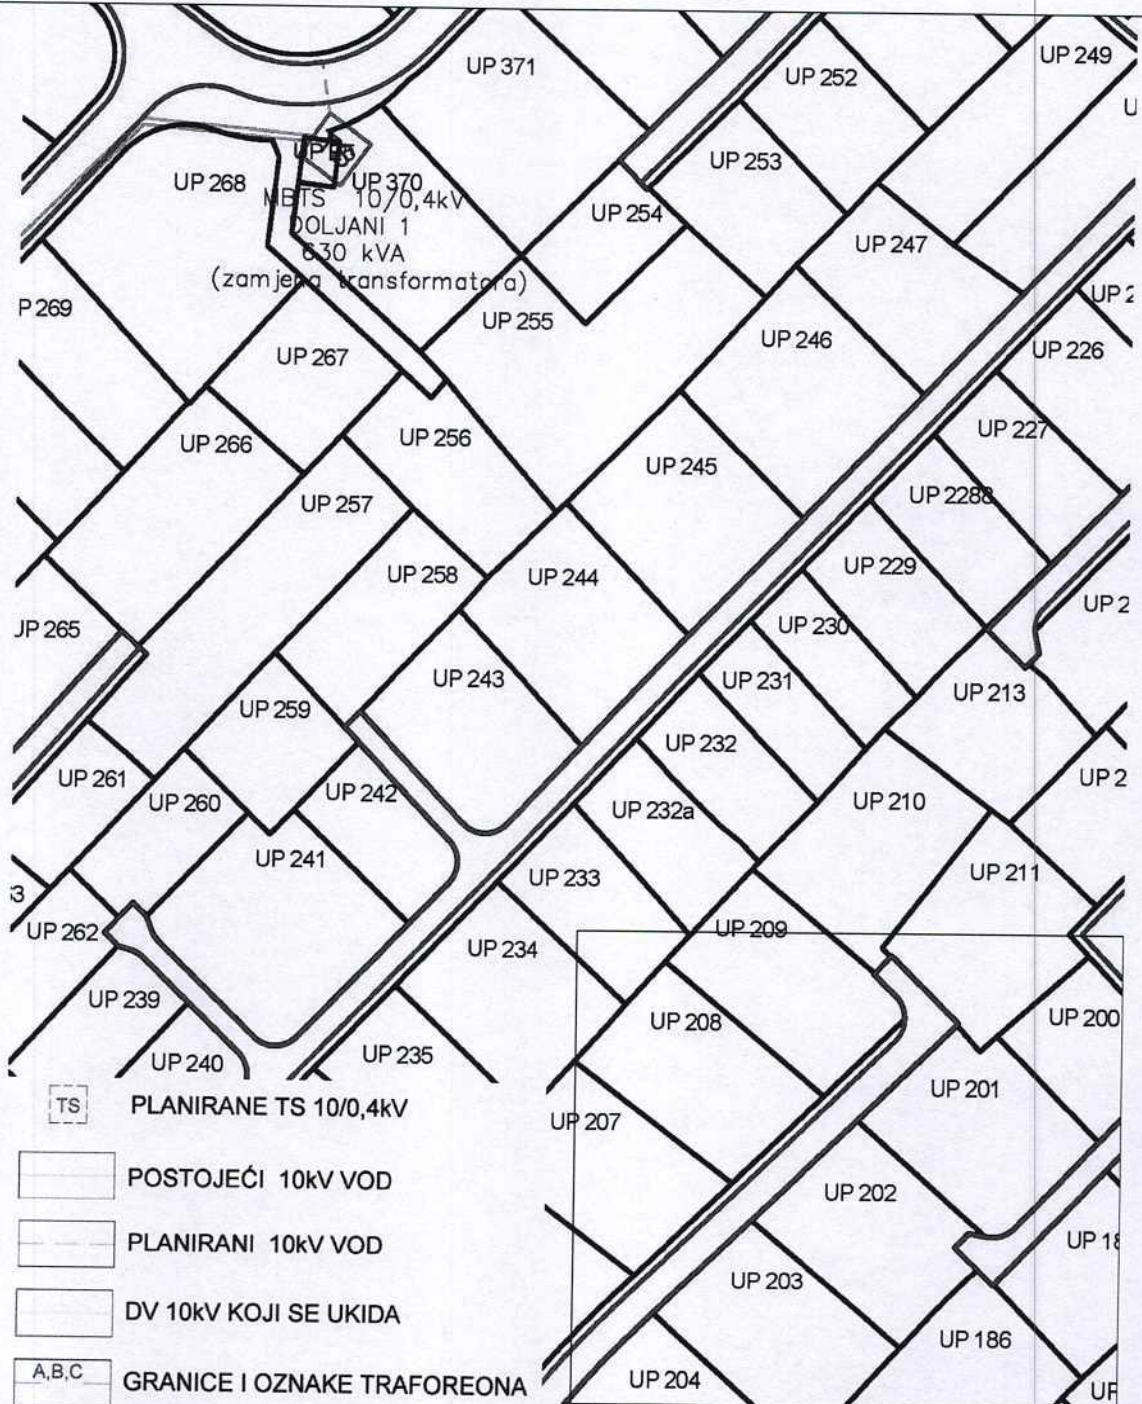 UP 371
UP 249
UP 252
UP 253
UP 268
UP 370
MBTS 10/0,4kV
DOLJANI 1
630 kVA
(zamjena transformatora)
UP 254
UP 247
UP 255
UP 246
UP 226
UP 267
UP 266
UP 256
UP 245
UP 227
UP 2288
UP 257
UP 258
UP 244
UP 229
UP 230
UP 243
UP 231
UP 213
UP 259
UP 232
UP 261
UP 260
UP 242
UP 232a
UP 210
UP 241
UP 233
UP 211
UP 262
UP 234
UP 209
UP 239
UP 208
UP 200
UP 240
UP 235
UP 201
UP 207
UP 202
UP 203
UP 186
UP 204
TS PLANIRANE TS 10/0,4kV
POSTOJEĆI 10kV VOD
PLANIRANI 10kV VOD
DV 10kV KOJI SE UKIDA
A,B,C GRANICE I OZNAKE TRAFOREONA